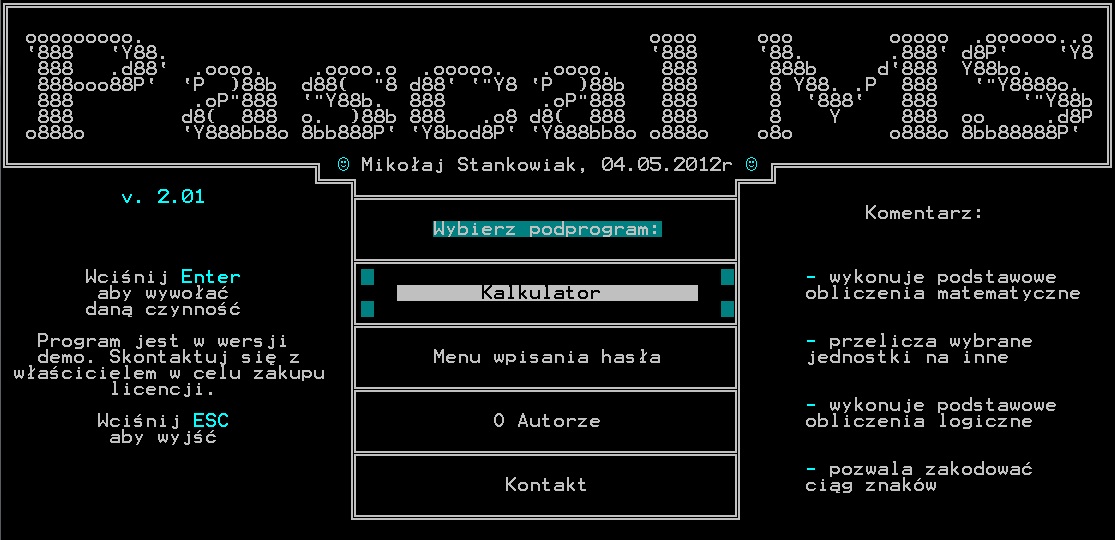 Pascal MS
☺ Mikołaj Stankowiak, 04.05.2012r ☺
v. 2.01
Wciśnij Enter
aby wywołać
daną czynność
Program jest w wersji
demo. Skontaktuj się z
właścicielem w celu zakupu
licencji.
Wciśnij ESC
aby wyjść
Wybierz podprogram:
Kalkulator
Menu wpisania hasła
O Autorze
Kontakt
Komentarz:
- wykonuje podstawowe
obliczenia matematyczne
- przelicza wybrane
jednostki na inne
- wykonuje podstawowe
obliczenia logiczne
- pozwala zakodować
ciąg znaków